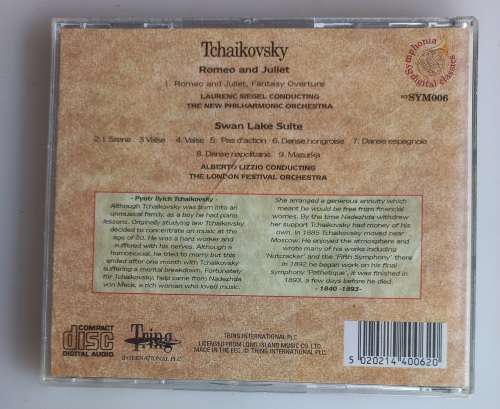 Tchaikovsky
Symphonia
digital classics
SYM006
Romeo and Juliet
1. Romeo and Juliet, Fantasy Overture
LAURENC SIEGEL CONDUCTING
THE NEW PHILHARMONIC ORCHESTRA
Swan Lake Suite
3 Valse 4. Valse 5. Pas d'action 6. Danse hongroise 7. Danse espagnole
8. Danse napolitaine 9. Mazurka
ALBERTO LIZZIO CONDUCTING
THE LONDON FESTIVAL ORCHESTRA
- Pyotr Ilyich Tchaikovsky -
Although Tchaikovsky was born into an
unmusical family, as a boy he had piano
lessons. Originally studying law Tchaikovsky
decided to concentrate on music at the
age of 20. He was a hard worker and
suffered with his nerves. Although a
homosexual, he tried to marry but this
ended after one month with Tchaikovsky
suffering a mental breakdown. Fortunately
for Tchaikovsky, help came from Nadezhda
von Meck, a rich woman who loved music.
She arranged a generous annuity which
meant he would be free from financial
worries. By the time Nadezhda withdrew
her support Tchaikovsky had money of his
own. In 1885 Tchaikovsky moved near
Moscow. He enjoyed the atmosphere and
wrote many of his works including
'Nutcracker' and the 'Fifth Symphony' there
in 1892 he began work on his final
Symphony 'Pathetique', it was finished in
1893, a few days before he died.
- 1840 -1893-
COMPACT
disc
DIGITAL AUDIO
Tring
INTERNATIONAL PLC
TRING INTERNATIONAL PLC
LICENSED FROM LONG ISLAND MUSIC CO. LTD.
MADE IN THE EEC. © TRING INTERNATIONAL PLC.
5 020214 400620